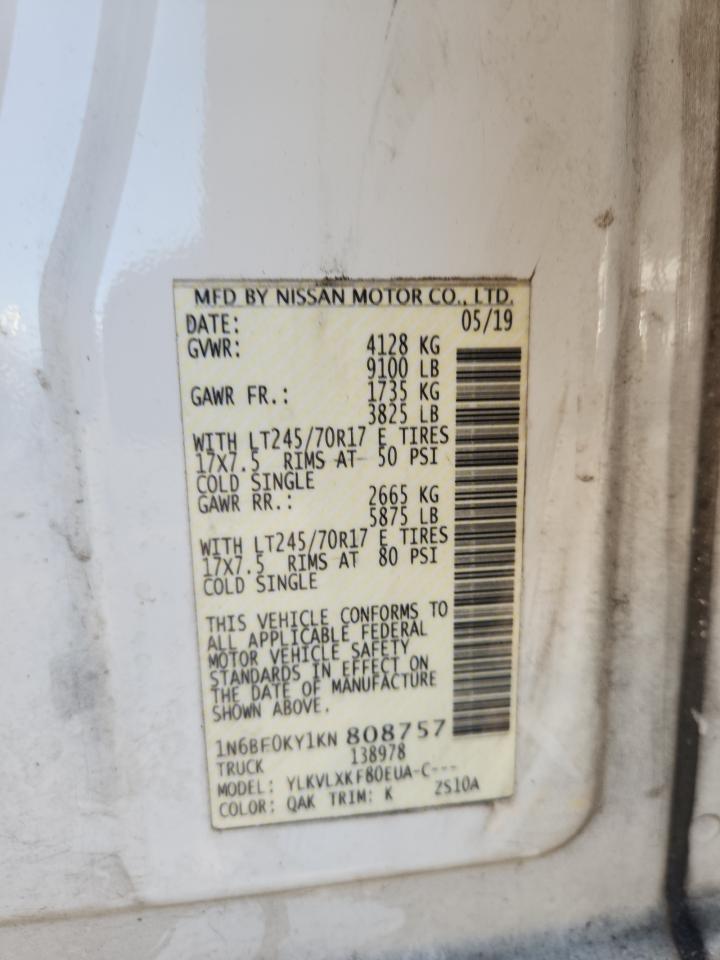 MFD BY NISSAN MOTOR CO., LTD.
DATE: 05/19
GVWR: 4128 KG
9100 LB
GAWR FR.: 1735 KG
3825 LB
WITH LT245/70R17 E TIRES
17X7.5 RIMS AT 50 PSI
COLD SINGLE
GAWR RR.: 2665 KG
5875 LB
WITH LT245/70R17 E TIRES
17X7.5 RIMS AT 80 PSI
COLD SINGLE
THIS VEHICLE CONFORMS TO
ALL APPLICABLE FEDERAL
MOTOR VEHICLE SAFETY
STANDARDS IN EFFECT ON
THE DATE OF MANUFACTURE
SHOWN ABOVE.
1N6BF0KY1KN 808757
TRUCK 138978
MODEL: YLKVLXKF80EUA-C---
COLOR: QAK TRIM: K ZS10A